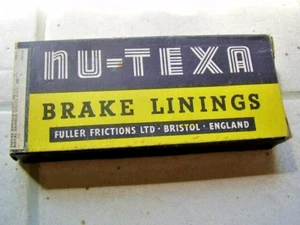 NU-TEXA
BRAKE LININGS
FULLER FRICTIONS LTD · BRISTOL · ENGLAND